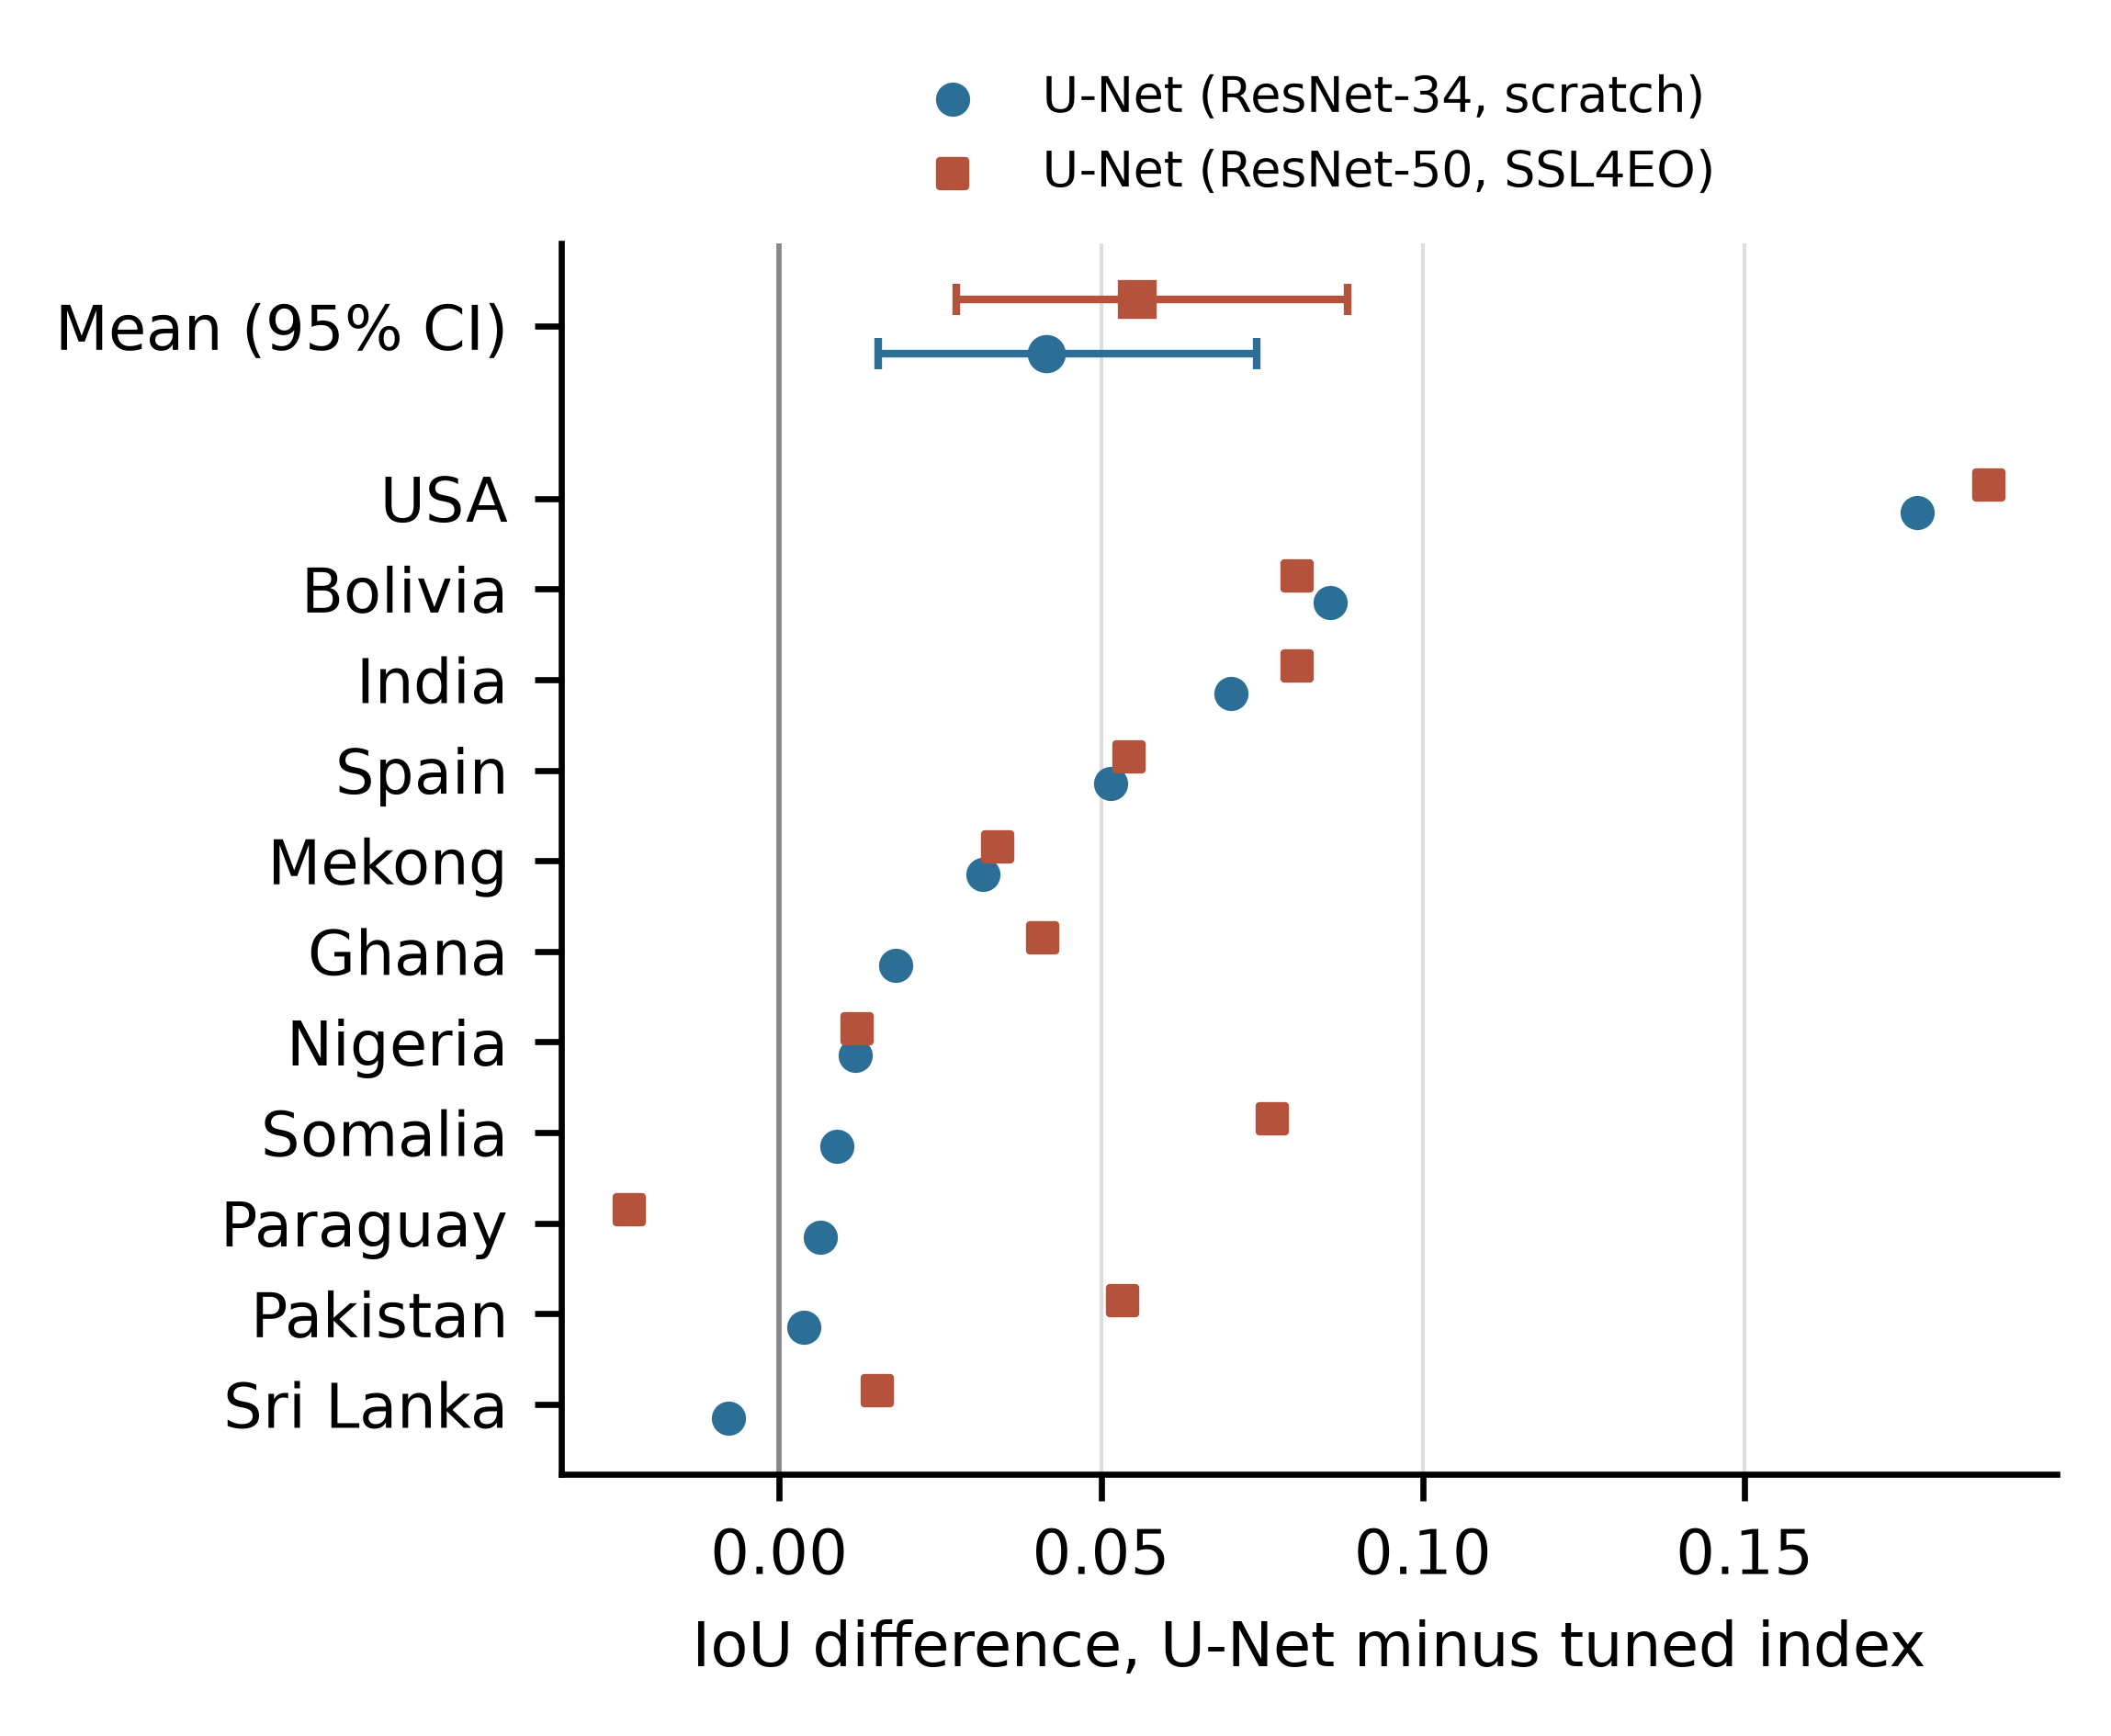 U-Net (ResNet-34, scratch)
U-Net (ResNet-50, SSL4EO)
Mean (95% CI)
USA
Bolivia
India
Spain
Mekong
Ghana
Nigeria
Somalia
Paraguay
Pakistan
Sri Lanka
0.00 0.05 0.10 0.15
IoU difference, U-Net minus tuned index